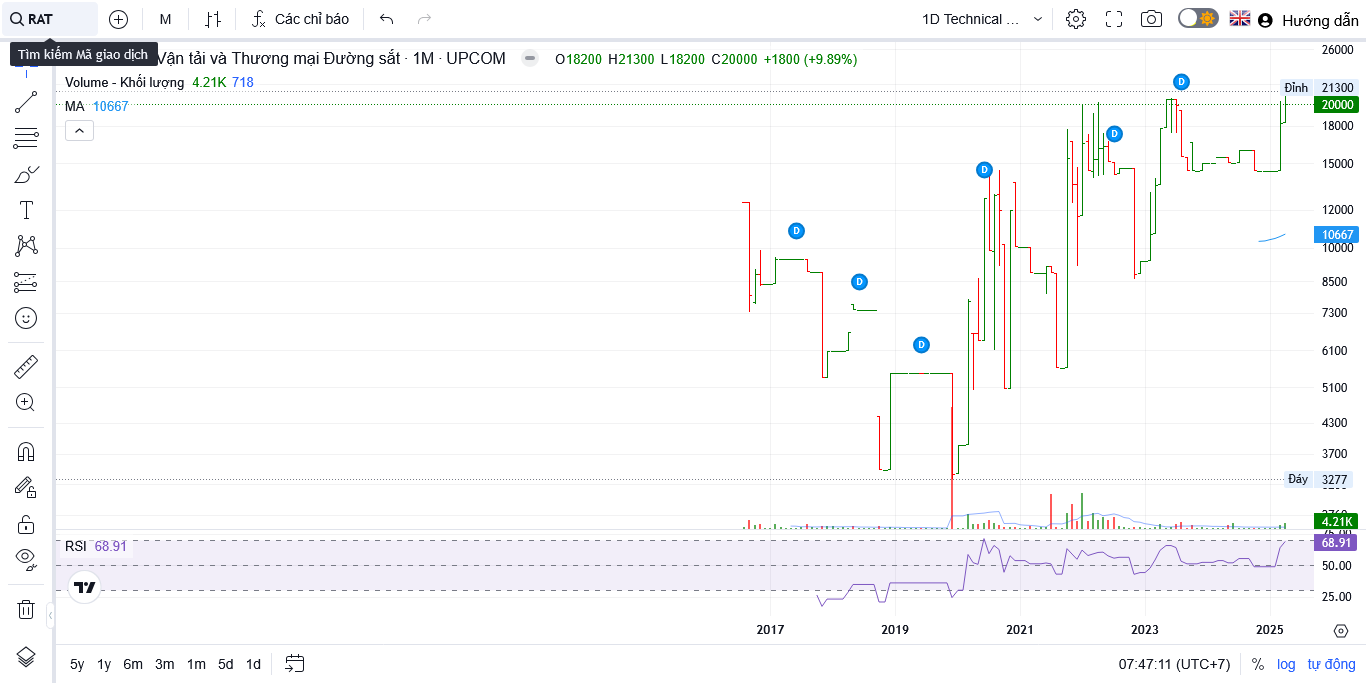 RAT M Các chỉ báo 1D Technical ... Hướng dẫn
Tìm kiếm Mã giao dịch
Vận tải và Thương mại Đường sắt · 1M · UPCOM O18200 H21300 L18200 C20000 +1800 (+9.89%)
Volume - Khối lượng 4.21K 718
MA 10667
26000
Đỉnh 21300
20000
18000
15000
12000
10667
10000
8500
7300
6100
5100
4300
3700
Đáy 3277
4.21K
D
D
D
D
D
D
RSI 68.91
68.91
50.00
25.00
2017 2019 2021 2023 2025
5y 1y 6m 3m 1m 5d 1d 07:47:11 (UTC+7) % log tự động